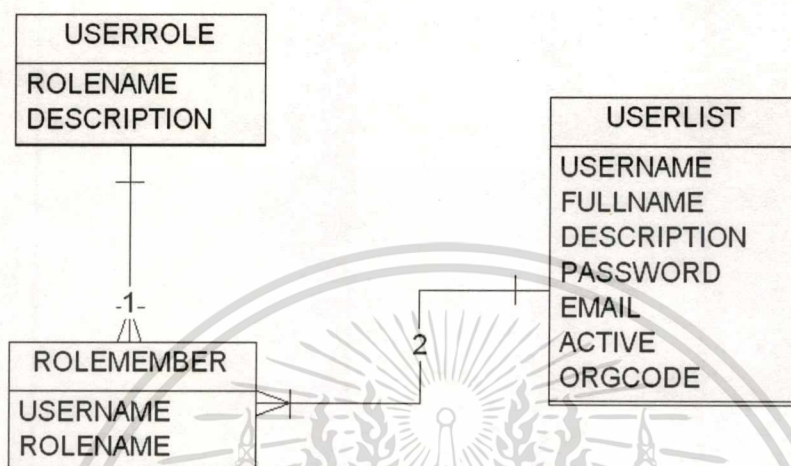 USERROLE
ROLENAME
DESCRIPTION
USERLIST
USERNAME
FULLNAME
DESCRIPTION
PASSWORD
EMAIL
ACTIVE
ORGCODE
1
2
ROLEMEMBER
USERNAME
ROLENAME